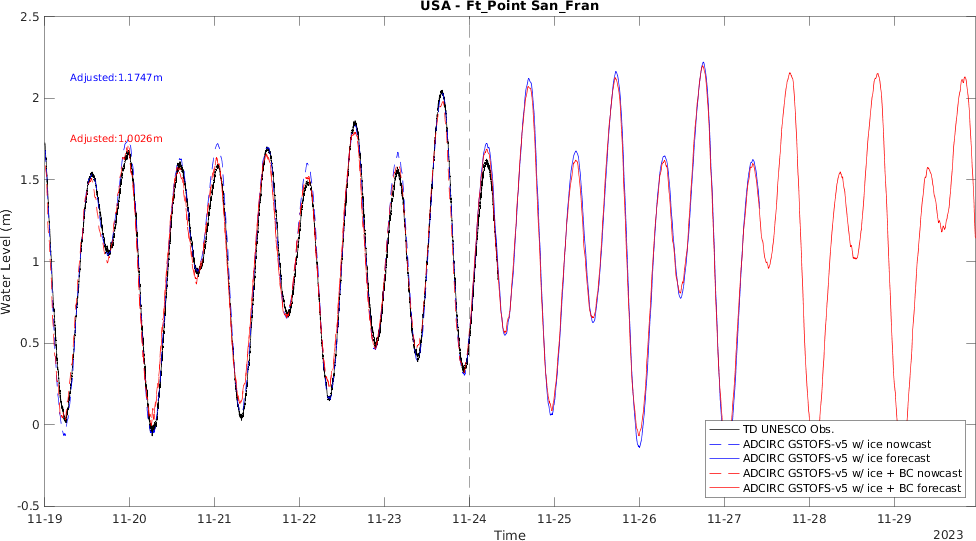 USA - Ft_Point San_Fran
2.5
2
1.5
1
0.5
0
-0.5
Water Level (m)
Adjusted:1.1747m
Adjusted:1.0026m
TD UNESCO Obs.
ADCIRC GSTOFS-v5 w/ ice nowcast
ADCIRC GSTOFS-v5 w/ ice forecast
ADCIRC GSTOFS-v5 w/ ice + BC nowcast
ADCIRC GSTOFS-v5 w/ ice + BC forecast
11-19 11-20 11-21 11-22 11-23 11-24 11-25 11-26 11-27 11-28 11-29
Time
2023